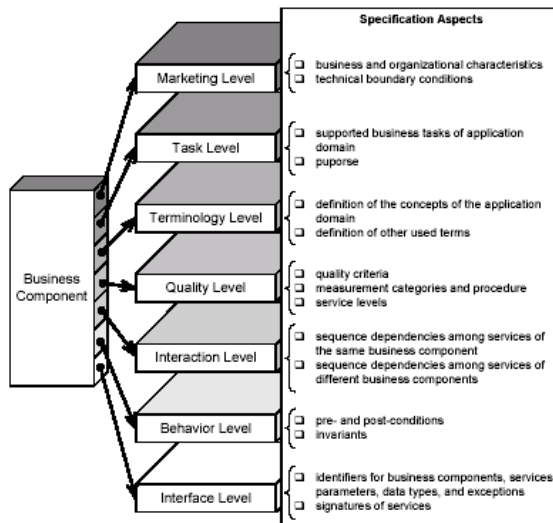 Specification Aspects
Marketing Level
business and organizational characteristics
technical boundary conditions
Task Level
supported business tasks of application
domain
puporse
Terminology Level
definition of the concepts of the application
domain
definition of other used terms
Business
Component
Quality Level
quality criteria
measurement categories and procedure
service levels
Interaction Level
sequence dependencies among services of
the same business component
sequence dependencies among services of
different business components
Behavior Level
pre- and post-conditions
invariants
Interface Level
identifiers for business components, services
parameters, data types, and exceptions
signatures of services